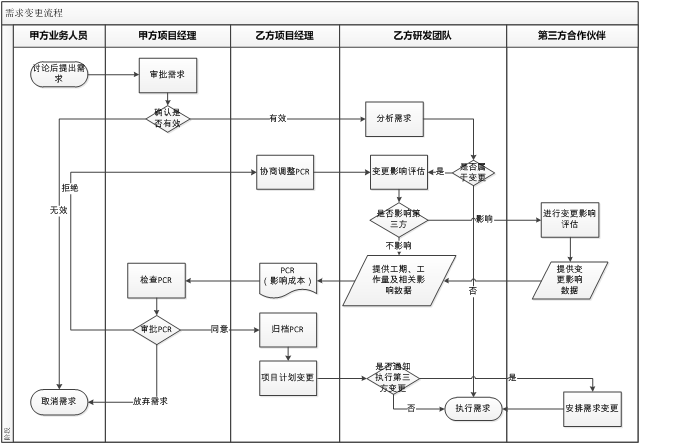 需求变更流程
甲方业务人员
甲方项目经理
乙方项目经理
乙方研发团队
第三方合作伙伴
讨论后提出需
求
审批需求
确认是
否有效
有效
分析需求
拒绝
无效
协商调整PCR
变更影响评估
是
是否属
于变更
是否影响第
三方
影响
进行变更影响
评估
不影响
检查PCR
PCR
（影响成本）
提供工期、工
作量及相关影
响数据
否
提供变
更影响
数据
审批PCR
同意
归档PCR
项目计划变更
是否通知
执行第三
方变更
是
取消需求
放弃需求
否
执行需求
安排需求变更
阶段